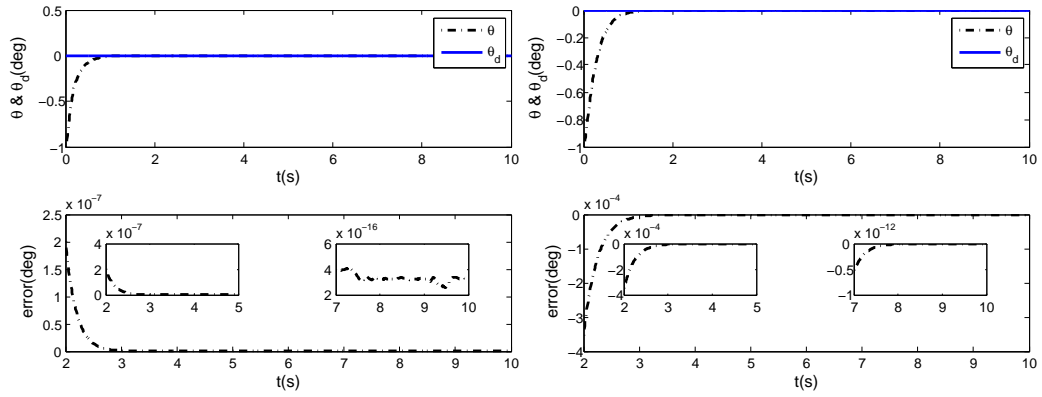 0.5
0
−0.5
−1
θ & θd(deg)
0 2 4 6 8 10
t(s)
θ
θd
0
−0.2
−0.4
−0.6
−0.8
−1
θ & θd(deg)
0 2 4 6 8 10
t(s)
θ
θd
x 10−7
2.5
2
1.5
1
0.5
0
error(deg)
2 3 4 5 6 7 8 9 10
t(s)
x 10−7
4
2
0
2 3 4 5
x 10−16
6
4
2
7 8 9 10
x 10−4
0
−1
−2
−3
−4
error(deg)
2 3 4 5 6 7 8 9 10
t(s)
x 10−4
0
−2
−4
2 3 4 5
x 10−12
0
−0.5
−1
7 8 9 10